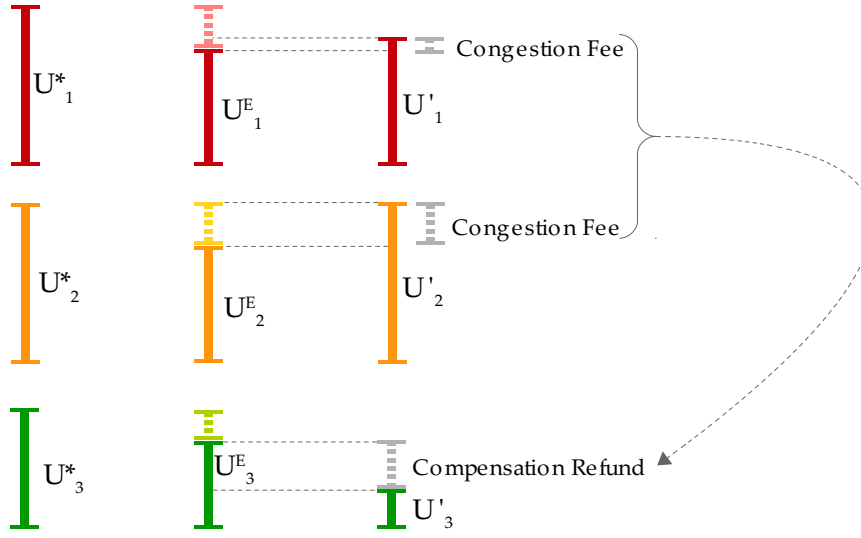 U*1
UE1
U'1
Congestion Fee
U*2
UE2
U'2
Congestion Fee
U*3
UE3
U'3
Compensation Refund